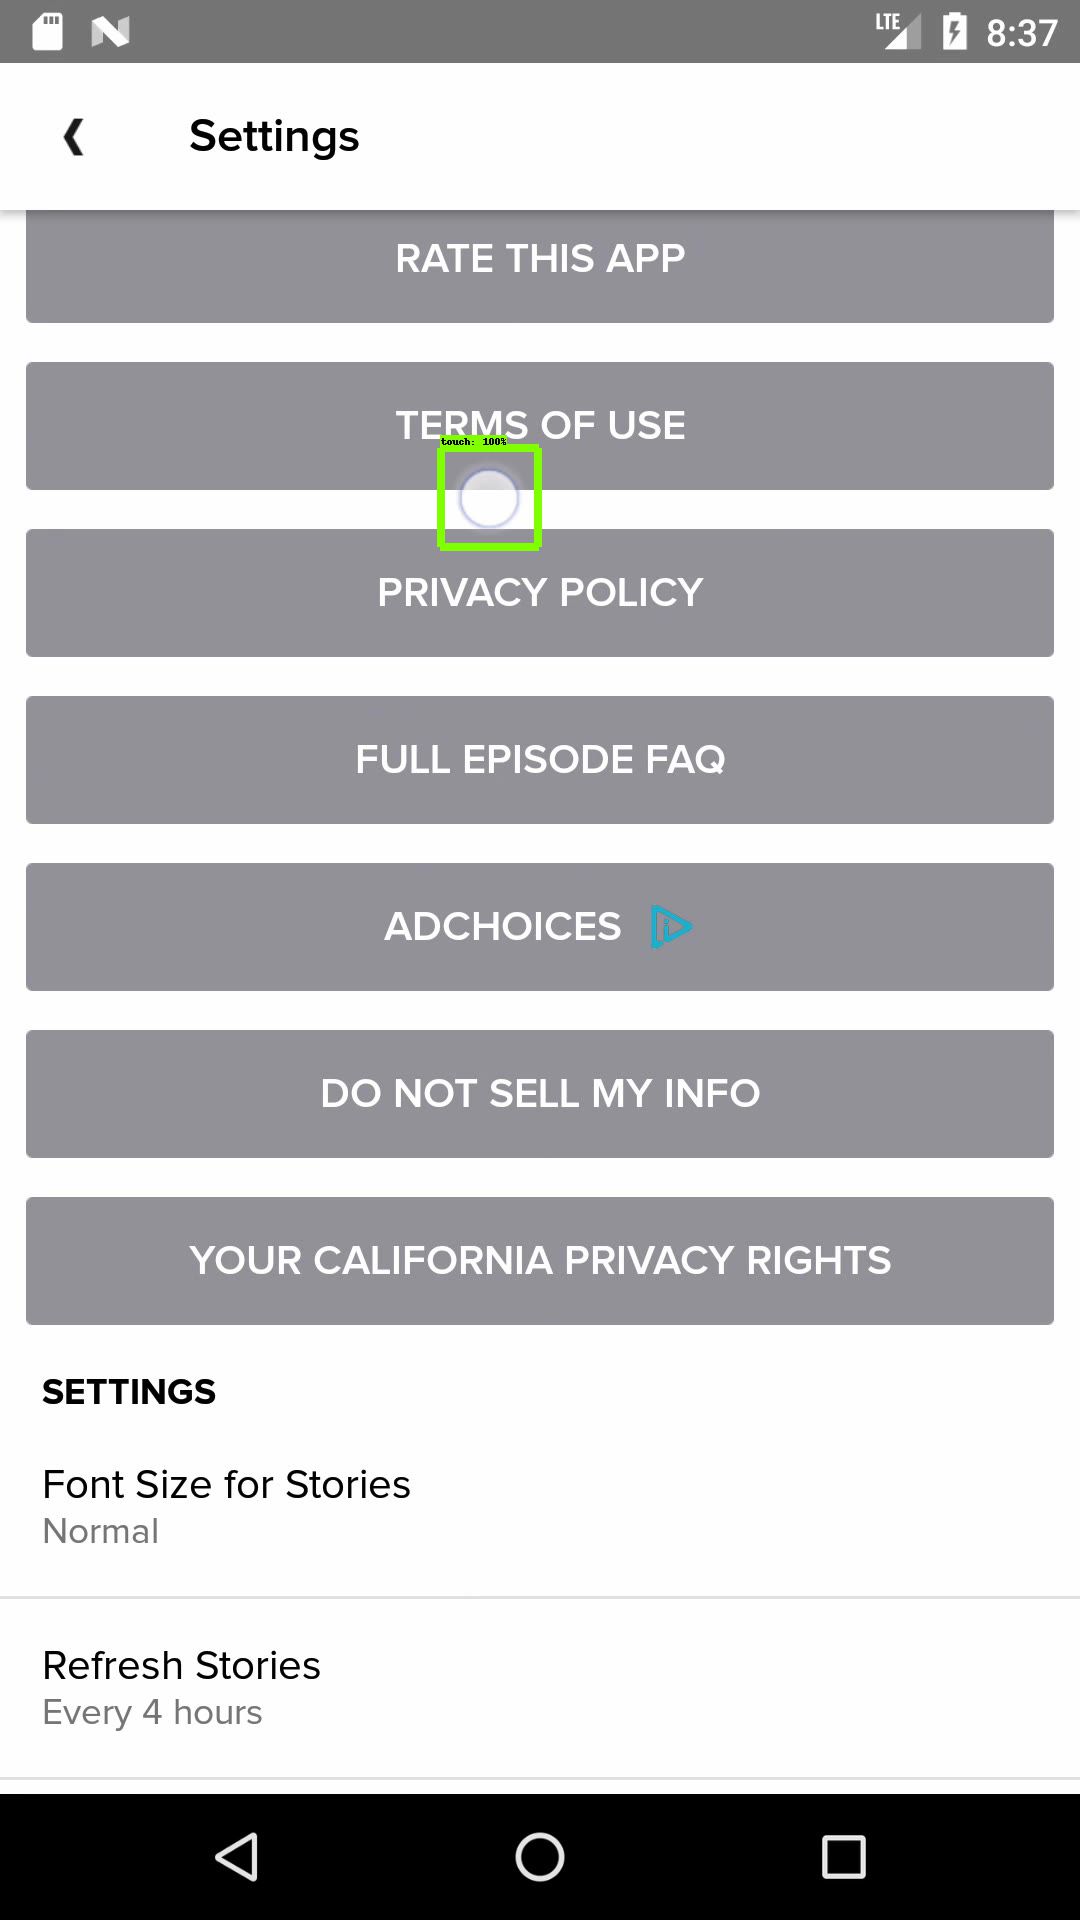 LTE 8:37
Settings
RATE THIS APP
TERMS OF USE
touch: 100%
PRIVACY POLICY
FULL EPISODE FAQ
ADCHOICES
DO NOT SELL MY INFO
YOUR CALIFORNIA PRIVACY RIGHTS
SETTINGS
Font Size for Stories
Normal
Refresh Stories
Every 4 hours